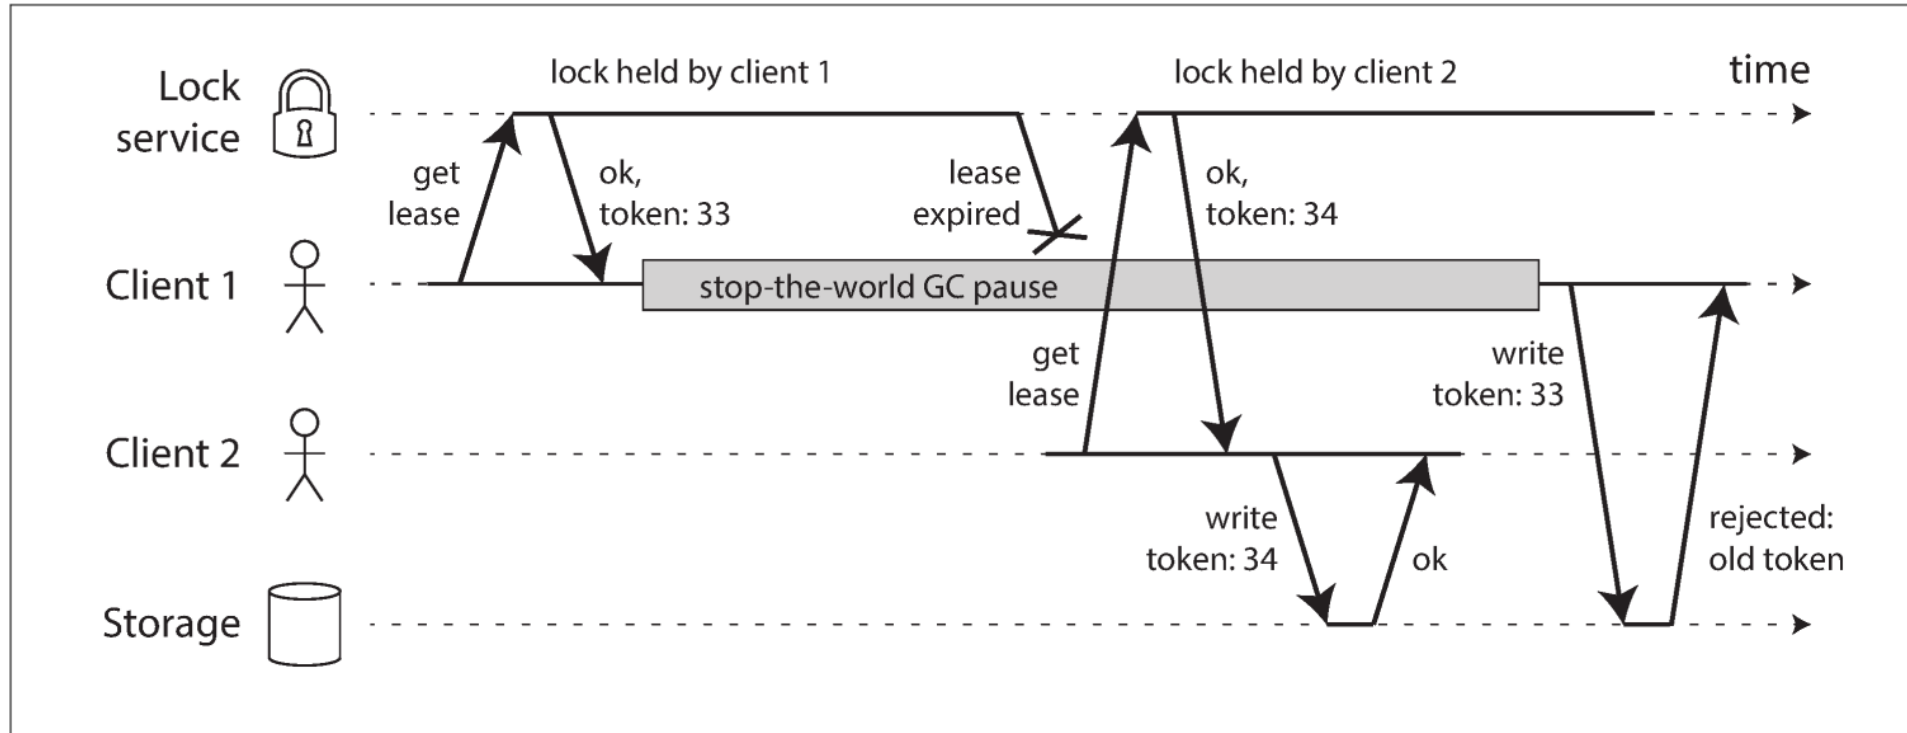 lock held by client 1
lock held by client 2
time
Lock
service
get
lease
ok,
token: 33
lease
expired
ok,
token: 34
Client 1
stop-the-world GC pause
get
lease
write
token: 33
Client 2
write
token: 34
ok
rejected:
old token
Storage